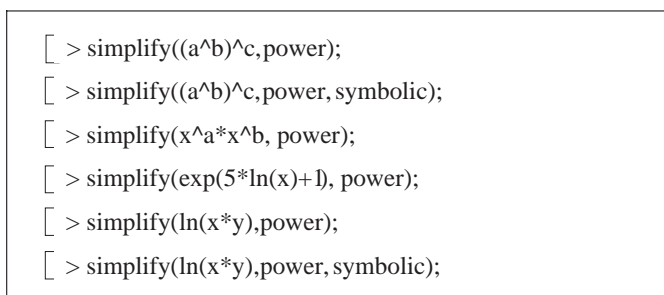 [ > simplify((a^b)^c,power);
[ > simplify((a^b)^c,power, symbolic);
[ > simplify(x^a*x^b, power);
[ > simplify(exp(5*ln(x)+1), power);
[ > simplify(ln(x*y),power);
[ > simplify(ln(x*y),power, symbolic);